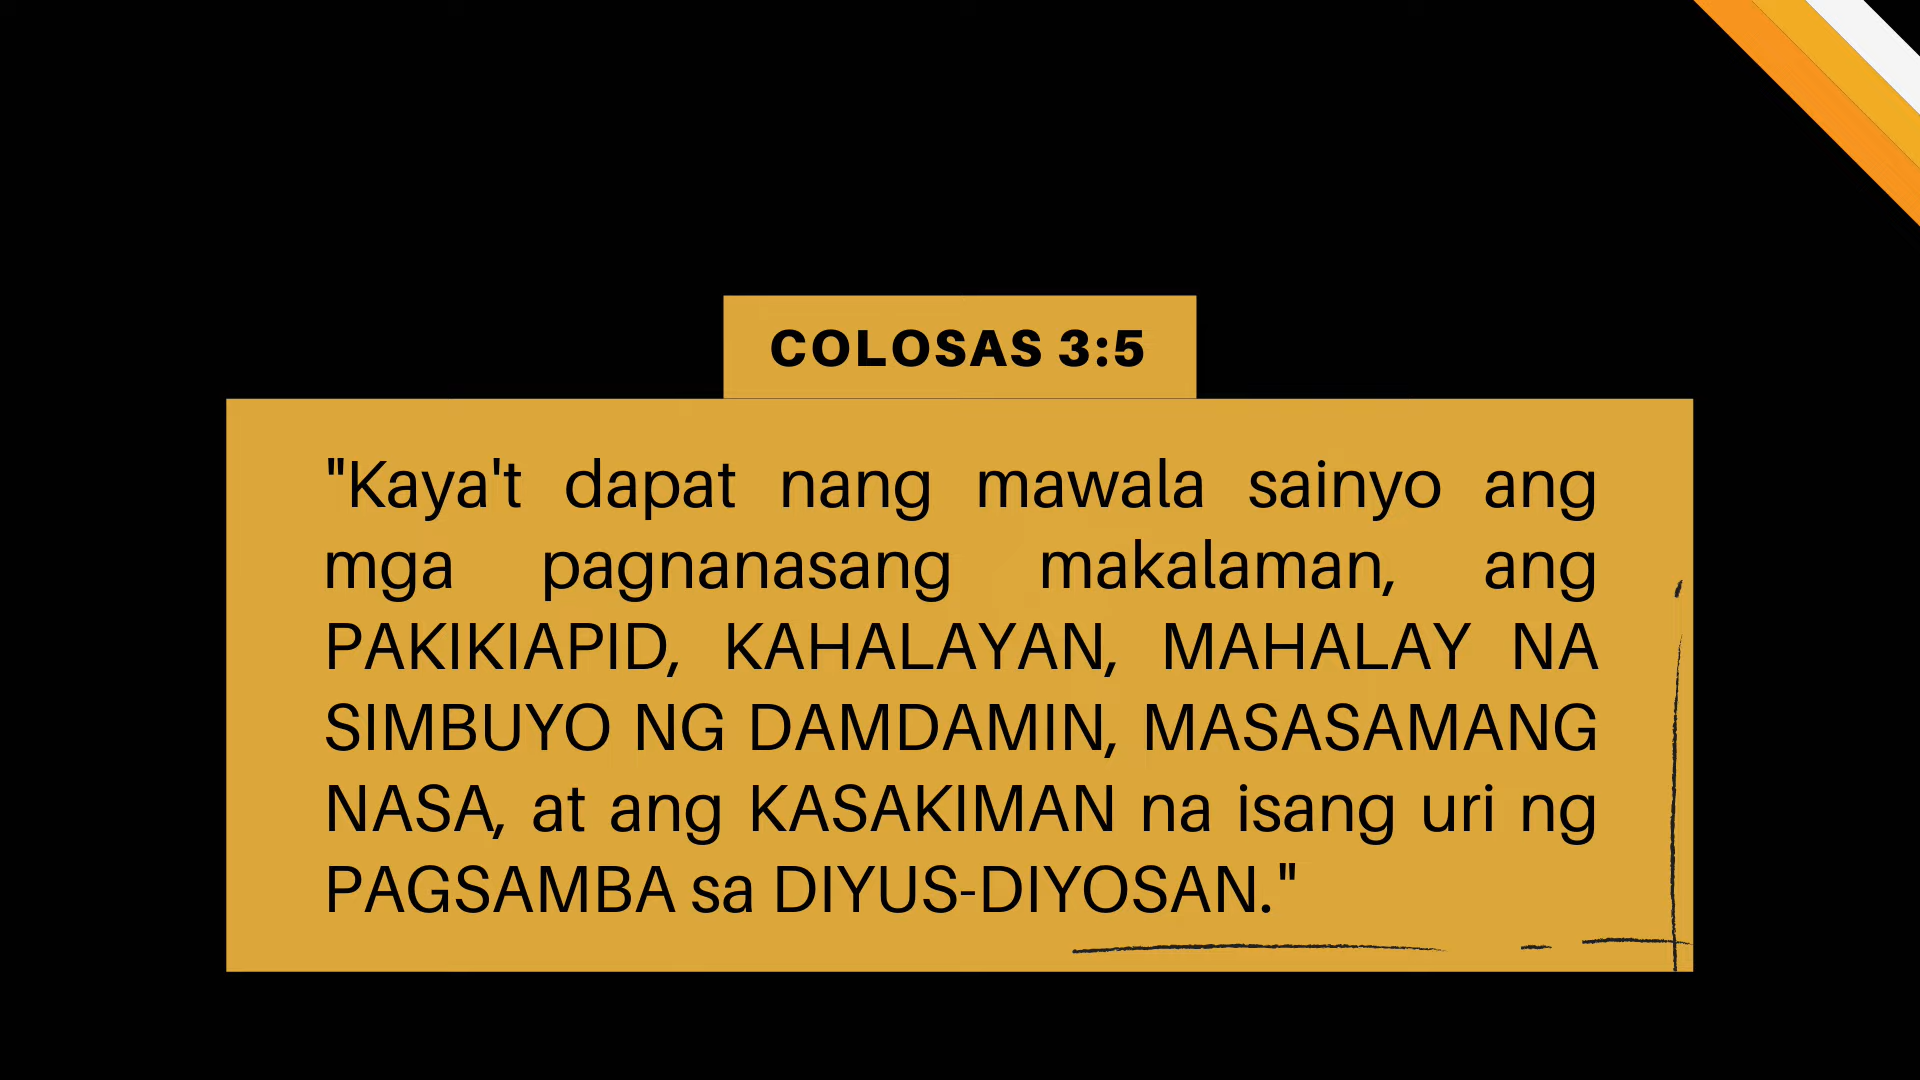 COLOSAS 3:5
"Kaya't dapat nang mawala sainyo ang
mga pagnanasang makalaman, ang
PAKIKIAPID, KAHALAYAN, MAHALAY NA
SIMBUYO NG DAMDAMIN, MASASAMANG
NASA, at ang KASAKIMAN na isang uri ng
PAGSAMBA sa DIYUS-DIYOSAN."